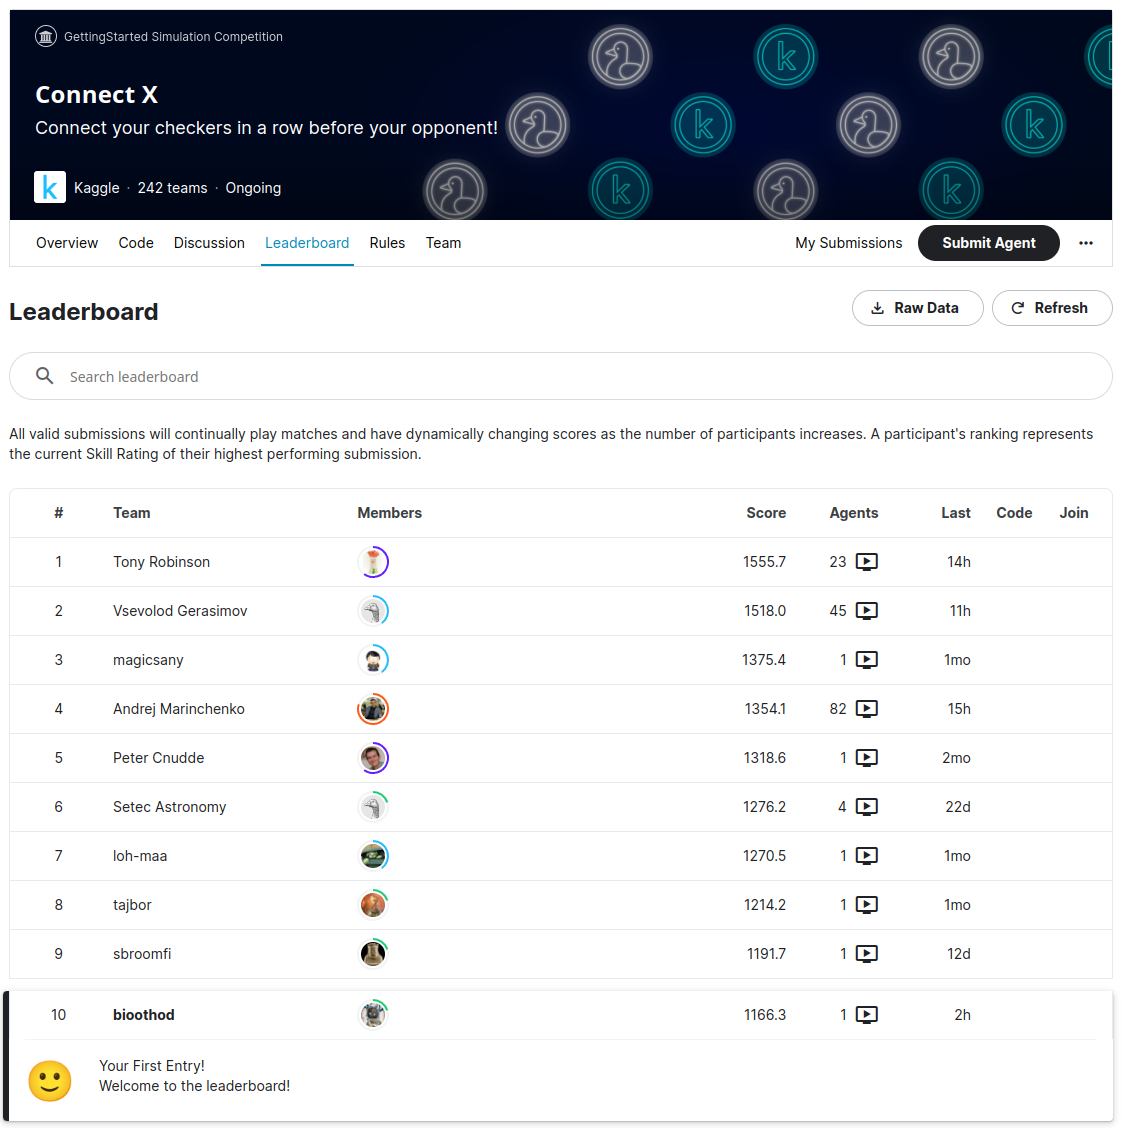 GettingStarted Simulation Competition
Connect X
Connect your checkers in a row before your opponent!
k Kaggle · 242 teams · Ongoing
Overview Code Discussion Leaderboard Rules Team My Submissions Submit Agent ...
Leaderboard Raw Data Refresh
Search leaderboard
All valid submissions will continually play matches and have dynamically changing scores as the number of participants increases. A participant's ranking represents
the current Skill Rating of their highest performing submission.
# Team Members Score Agents Last Code Join
1 Tony Robinson 1555.7 23 14h
2 Vsevolod Gerasimov 1518.0 45 11h
3 magicsany 1375.4 1 1mo
4 Andrej Marinchenko 1354.1 82 15h
5 Peter Cnudde 1318.6 1 2mo
6 Setec Astronomy 1276.2 4 22d
7 loh-maa 1270.5 1 1mo
8 tajbor 1214.2 1 1mo
9 sbroomfi 1191.7 1 12d
10 bioothod 1166.3 1 2h
Your First Entry!
Welcome to the leaderboard!